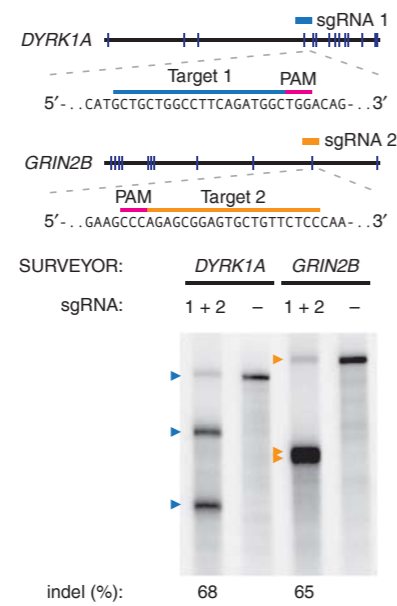 sgRNA 1
DYRK1A
Target 1 PAM
5′-..CATGCTGCTGGCCTTCAGATGGCTGGACAG-..3′
sgRNA 2
GRIN2B
PAM Target 2
5′-..GAAGCCCAGAGCGGAGTGCTGTTCTCCCAA-..3′
SURVEYOR: DYRK1A GRIN2B
sgRNA: 1 + 2 – 1 + 2 –
indel (%): 68 65